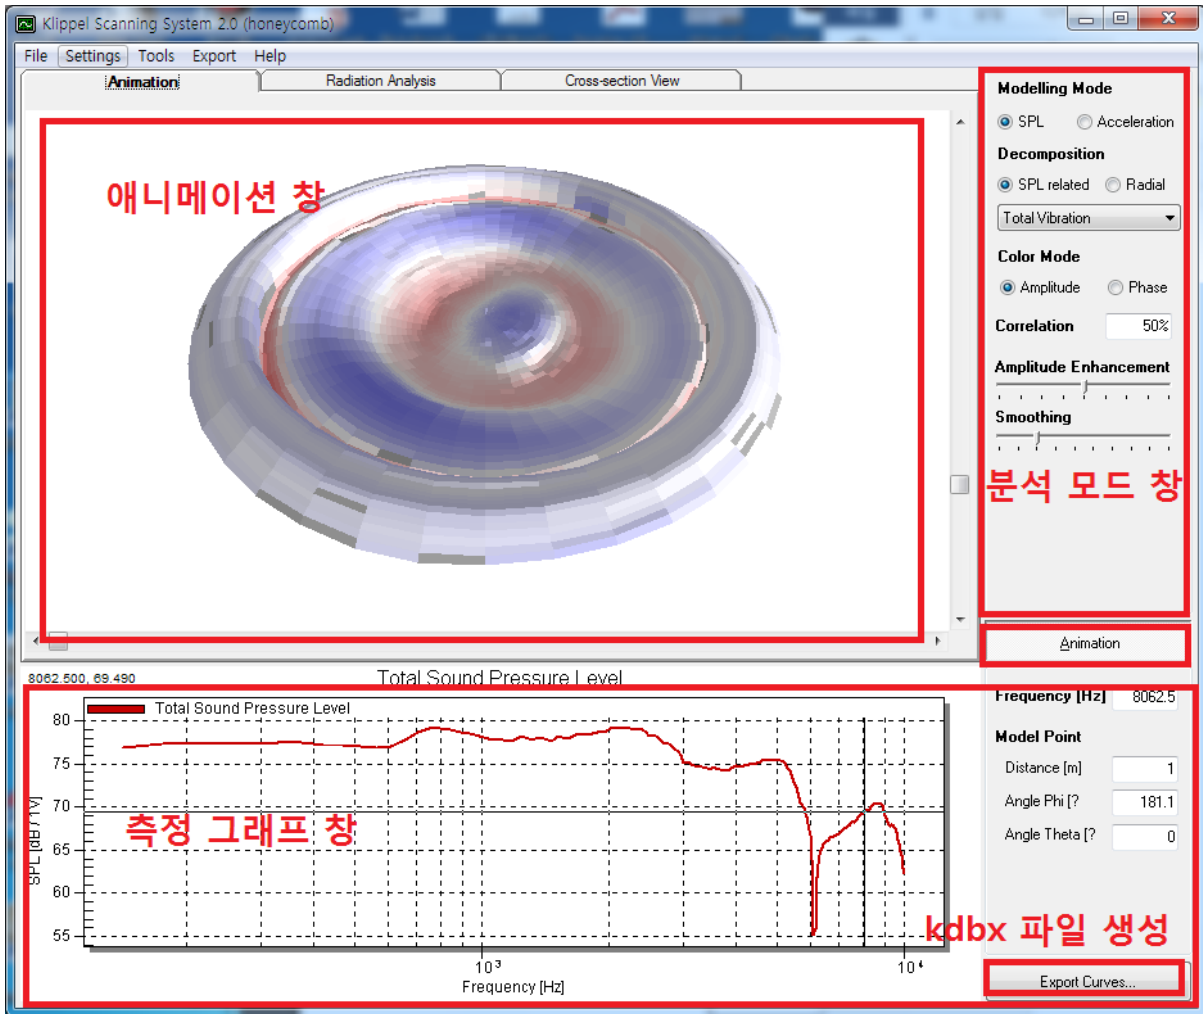 Klippel Scanning System 2.0 (honeycomb)
File Settings Tools Export Help
Animation Radiation Analysis Cross-section View
애니메이션 창
Modelling Mode
SPL Acceleration
Decomposition
SPL related Radial
Total Vibration
Color Mode
Amplitude Phase
Correlation 50%
Amplitude Enhancement
Smoothing
분석 모드 창
Animation
8062.500, 69.490 Total Sound Pressure Level
Total Sound Pressure Level
80
75
70
65
60
55
SPL [dB / 1V]
측정 그래프 창
10³ 10⁴
Frequency [Hz]
Frequency [Hz] 8062.5
Model Point
Distance [m] 1
Angle Phi [? 181.1
Angle Theta [? 0
kdbx 파일 생성
Export Curves...